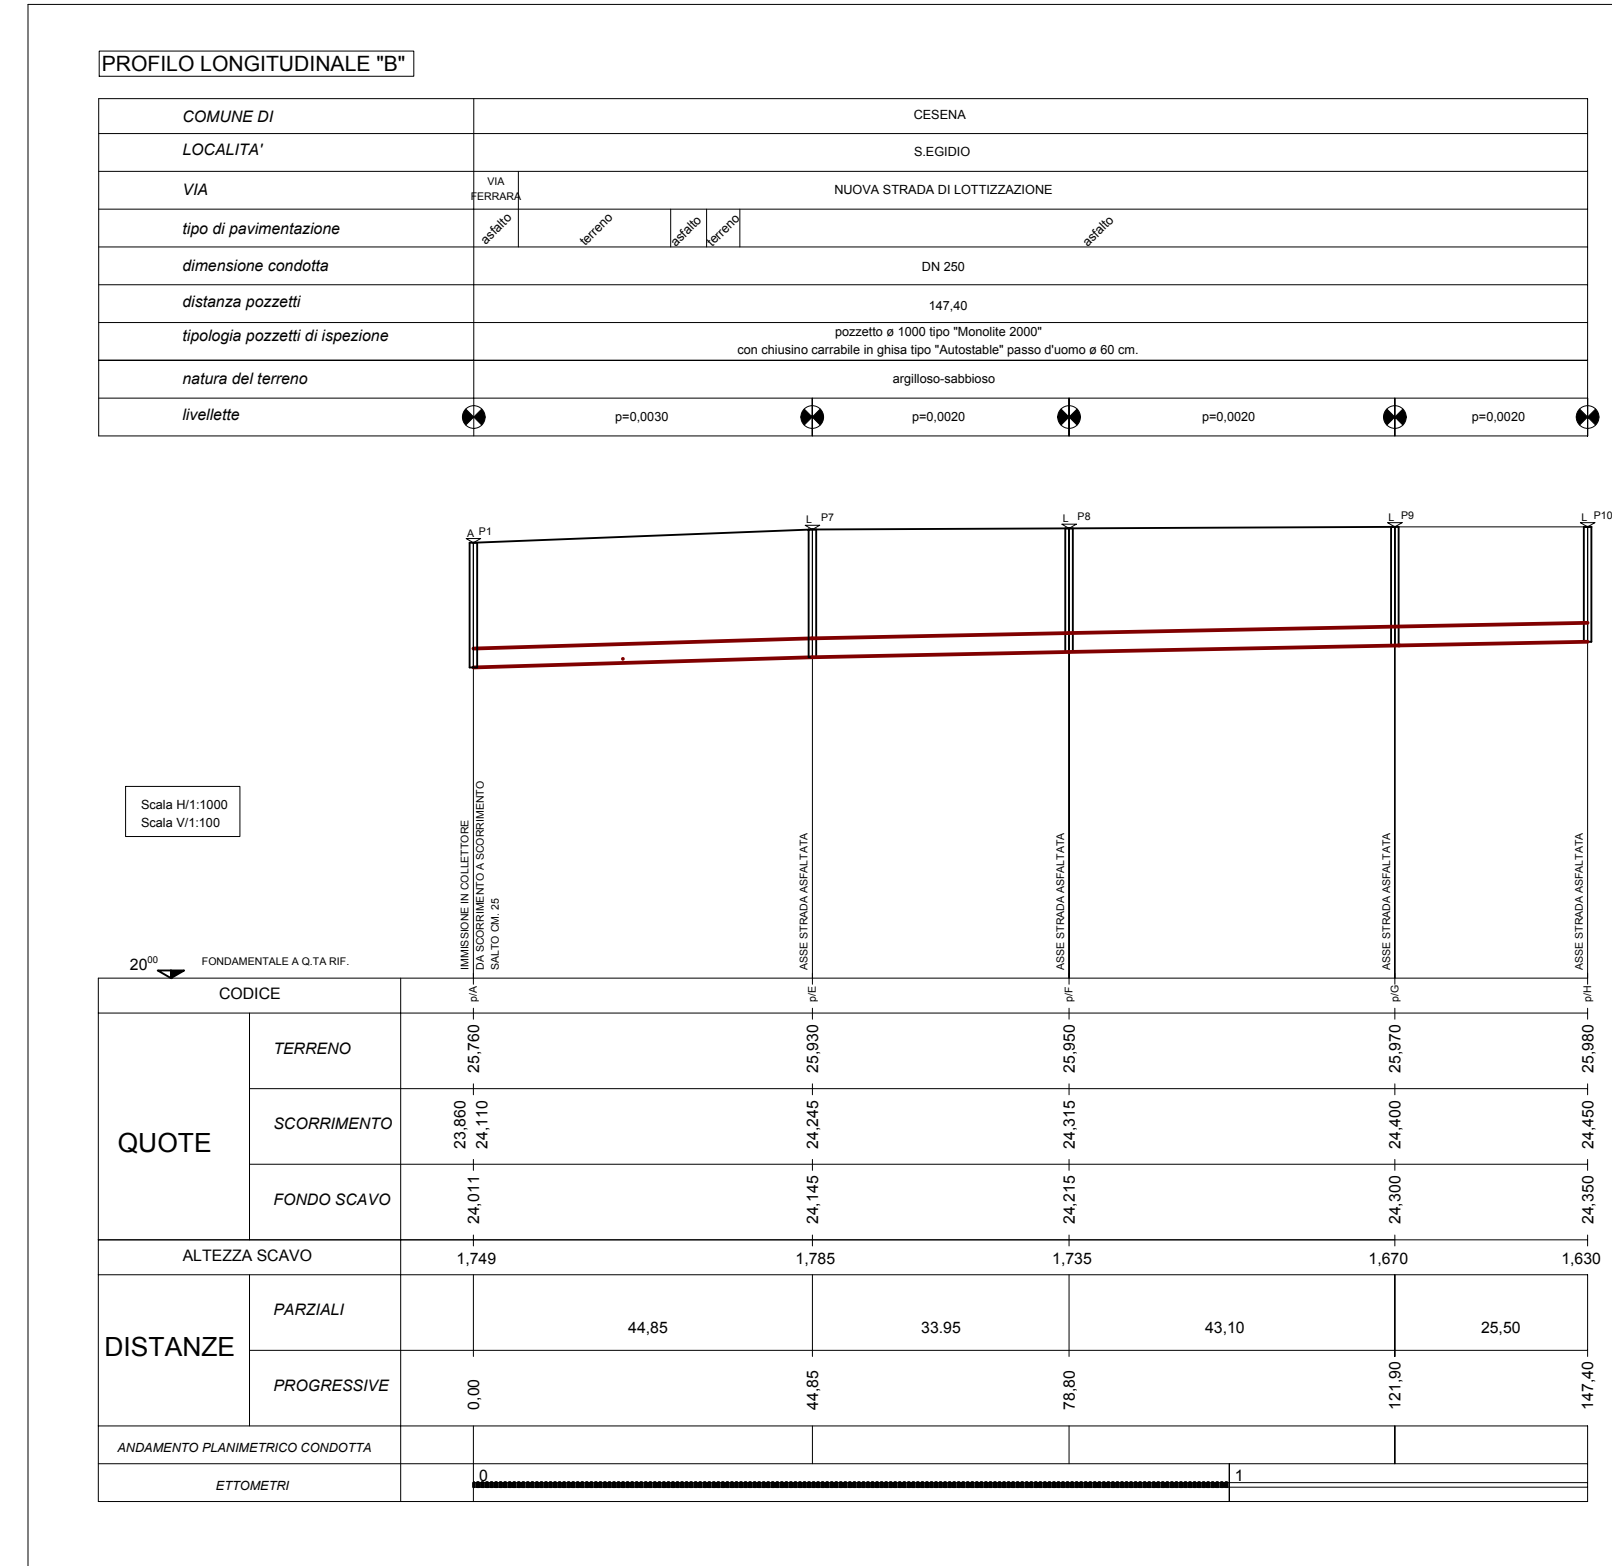 PROFILO LONGITUDINALE "B"
COMUNE DI
CESENA
LOCALITA'
S.EGIDIO
VIA
VIA
FERRARA
NUOVA STRADA DI LOTTIZZAZIONE
tipo di pavimentazione
asfalto
terreno
asfalto
terreno
asfalto
dimensione condotta
DN 250
distanza pozzetti
147,40
tipologia pozzetti di ispezione
pozzetto ø 1000 tipo "Monolite 2000"
con chiusino carrabile in ghisa tipo "Autostable" passo d'uomo ø 60 cm.
natura del terreno
argilloso-sabbioso
livellette
p=0,0030
p=0,0020
p=0,0020
p=0,0020
A P1
L P7
L P8
L P9
L P10
Scala H/1:1000
Scala V/1:100
IMMISSIONE IN COLLETTORE
DA SCORRIMENTO A SCORRIMENTO
SALTO CM. 25
ASSE STRADA ASFALTATA
ASSE STRADA ASFALTATA
ASSE STRADA ASFALTATA
ASSE STRADA ASFALTATA
20⁰⁰ FONDAMENTALE A Q.TA RIF.
CODICE
p/A
p/E
p/F
p/G
p/H
QUOTE
TERRENO
25,760
25,930
25,950
25,970
25,980
SCORRIMENTO
23,860
24,110
24,245
24,315
24,400
24,450
FONDO SCAVO
24,011
24,145
24,215
24,300
24,350
ALTEZZA SCAVO
1,749
1,785
1,735
1,670
1,630
DISTANZE
PARZIALI
44,85
33.95
43,10
25,50
PROGRESSIVE
0,00
44,85
78,80
121,90
147,40
ANDAMENTO PLANIMETRICO CONDOTTA
ETTOMETRI
0
1